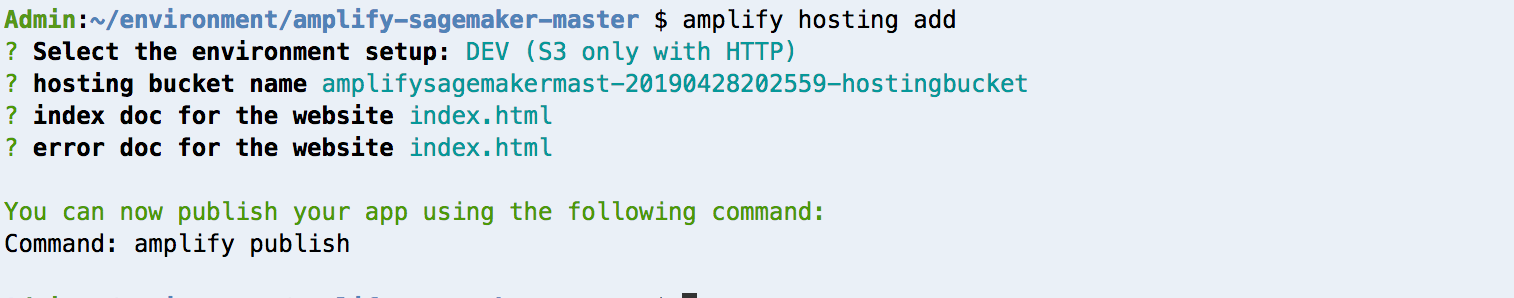 Admin:~/environment/amplify-sagemaker-master $ amplify hosting add
? Select the environment setup: DEV (S3 only with HTTP)
? hosting bucket name amplifysagemakermast-20190428202559-hostingbucket
? index doc for the website index.html
? error doc for the website index.html
You can now publish your app using the following command:
Command: amplify publish